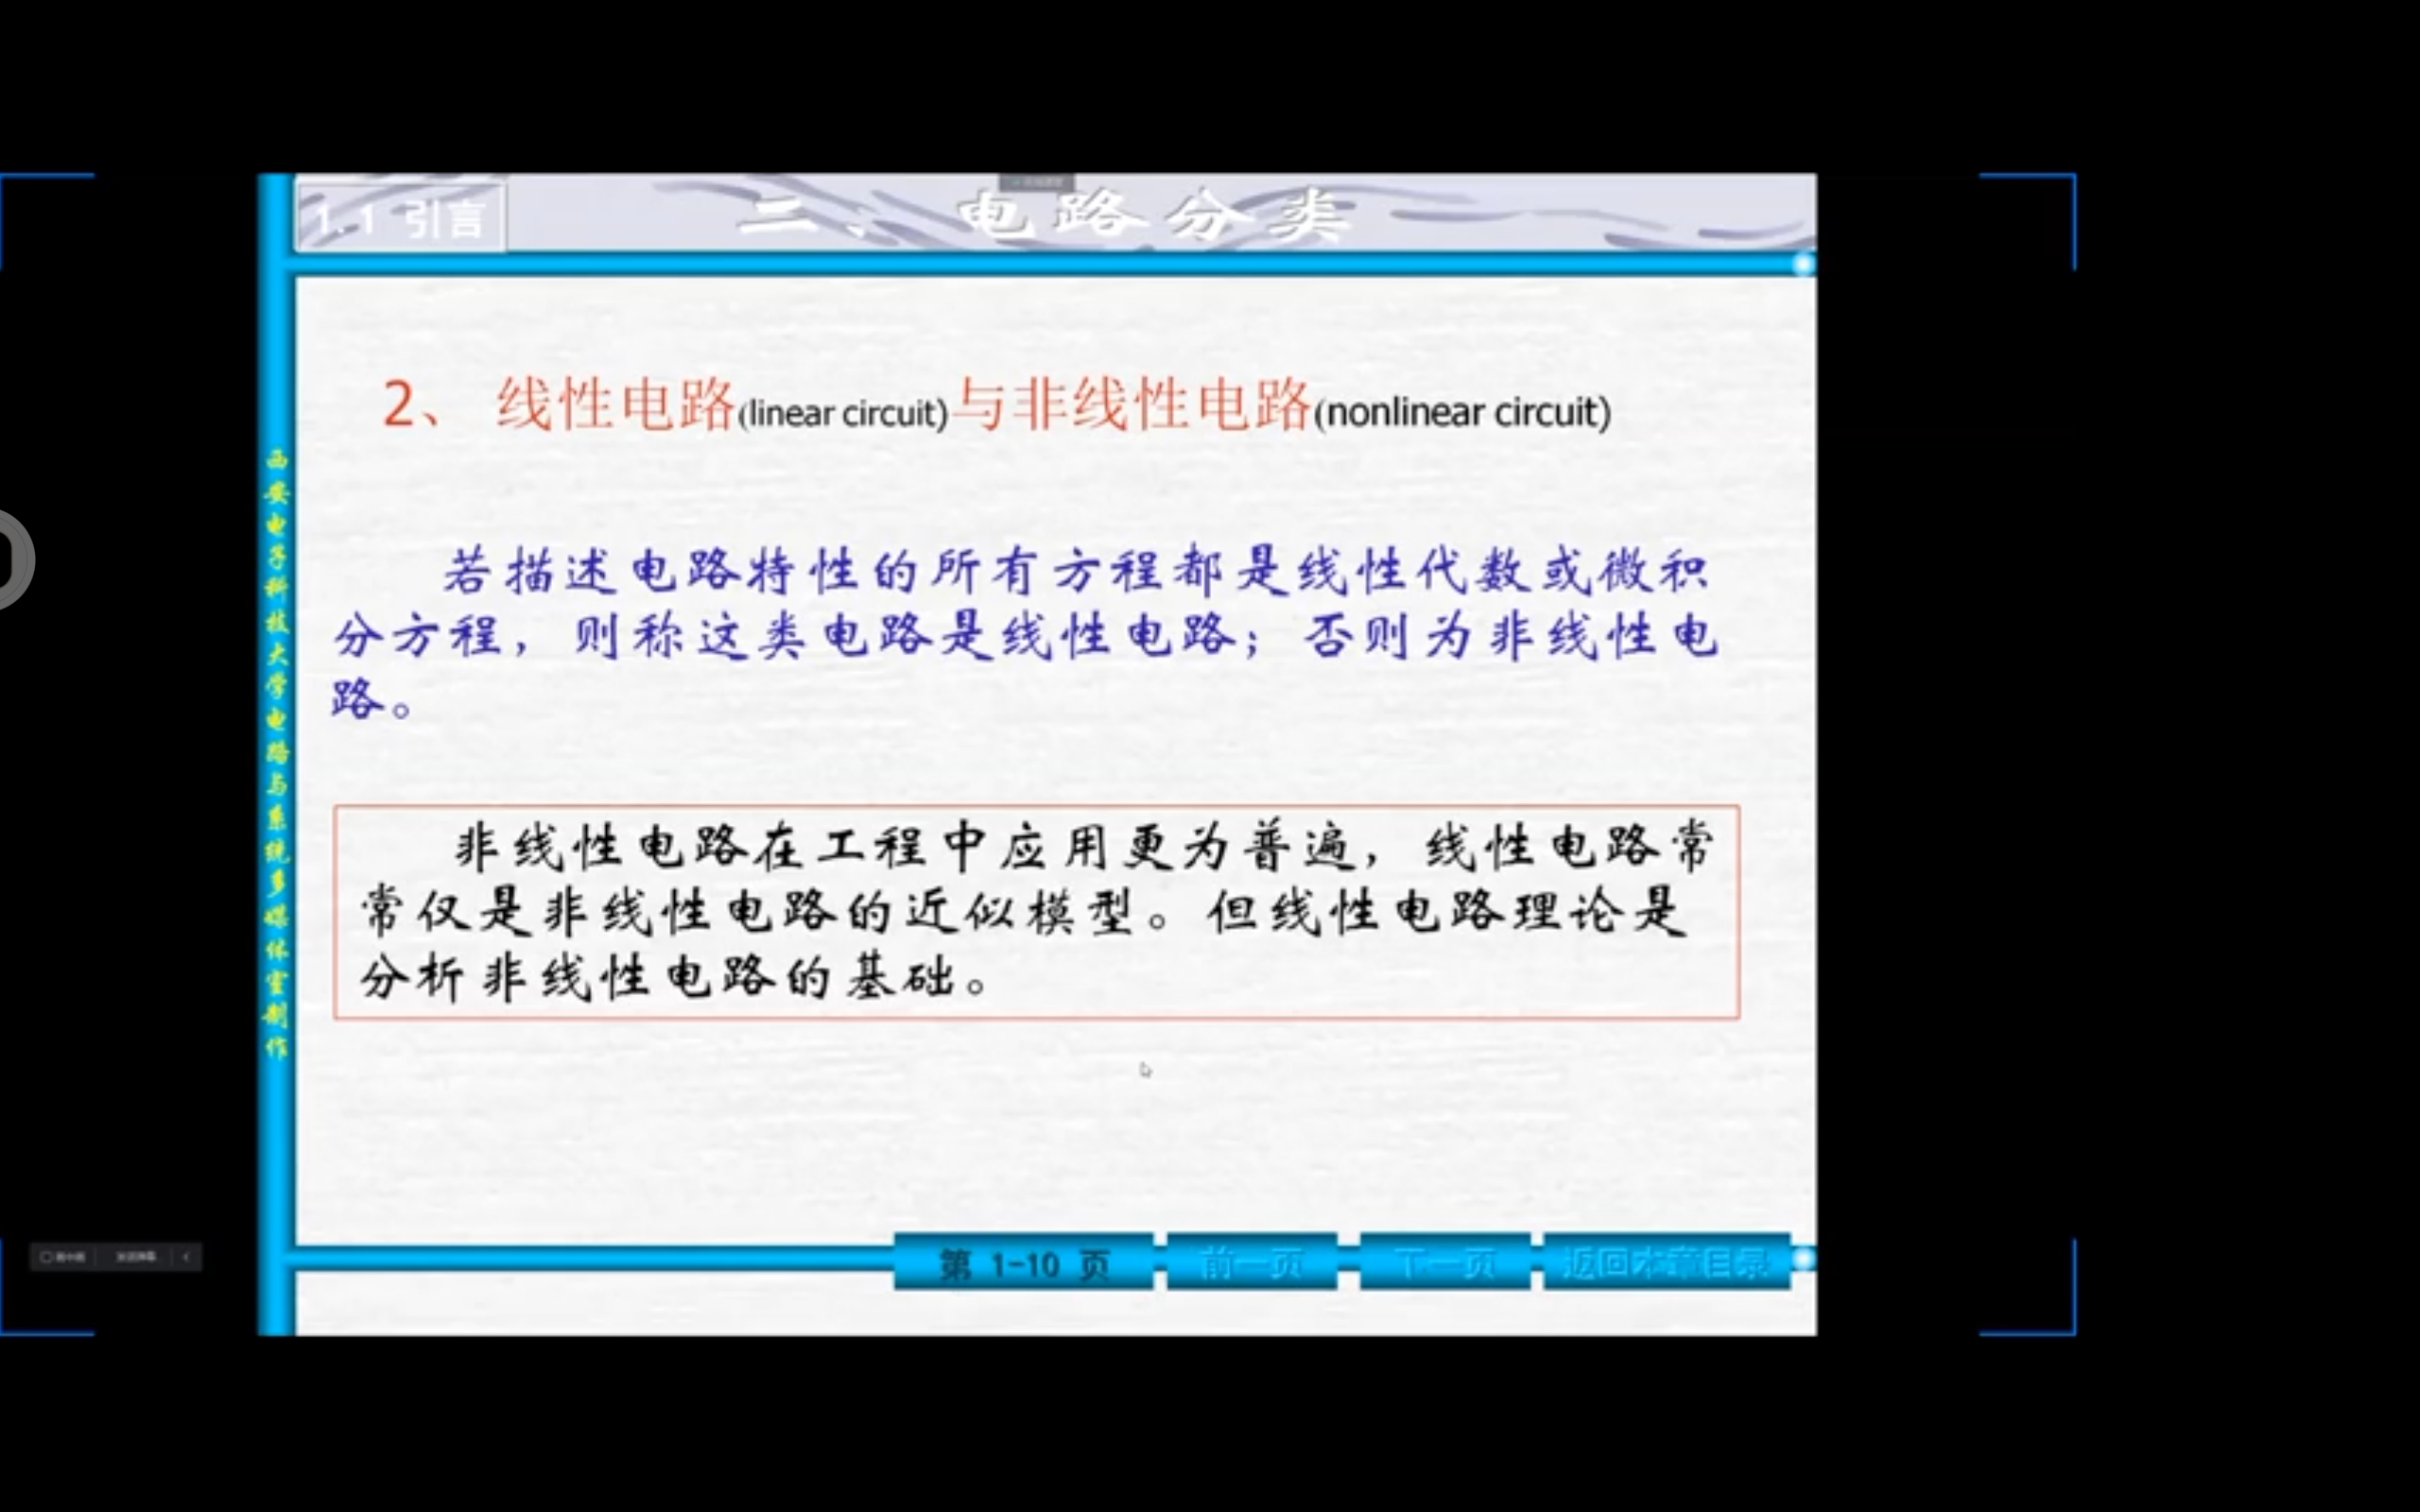 1.1 引言
二、电路分类
2、 线性电路(linear circuit)与非线性电路(nonlinear circuit)
若描述电路特性的所有方程都是线性代数或微积
分方程，则称这类电路是线性电路；否则为非线性电
路。
非线性电路在工程中应用更为普遍，线性电路常
常仅是非线性电路的近似模型。但线性电路理论是
分析非线性电路的基础。
西安电子科技大学电路与系统多媒体室制作
第 1-10 页
前一页
下一页
返回本章目录